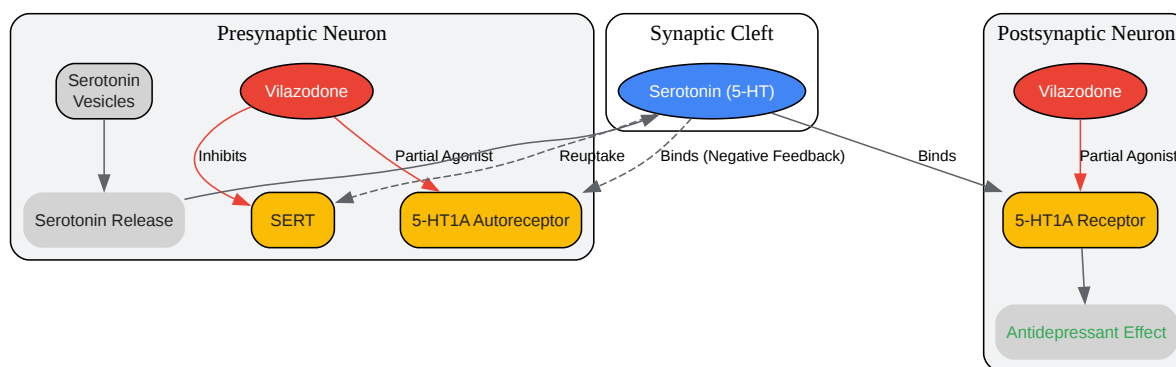 Presynaptic Neuron
Synaptic Cleft
Postsynaptic Neuron
Serotonin
Vesicles
Vilazodone
Serotonin (5-HT)
Vilazodone
Inhibits
Partial Agonist
Reuptake
Binds (Negative Feedback)
Binds
Partial Agonist
Serotonin Release
SERT
5-HT1A Autoreceptor
5-HT1A Receptor
Antidepressant Effect